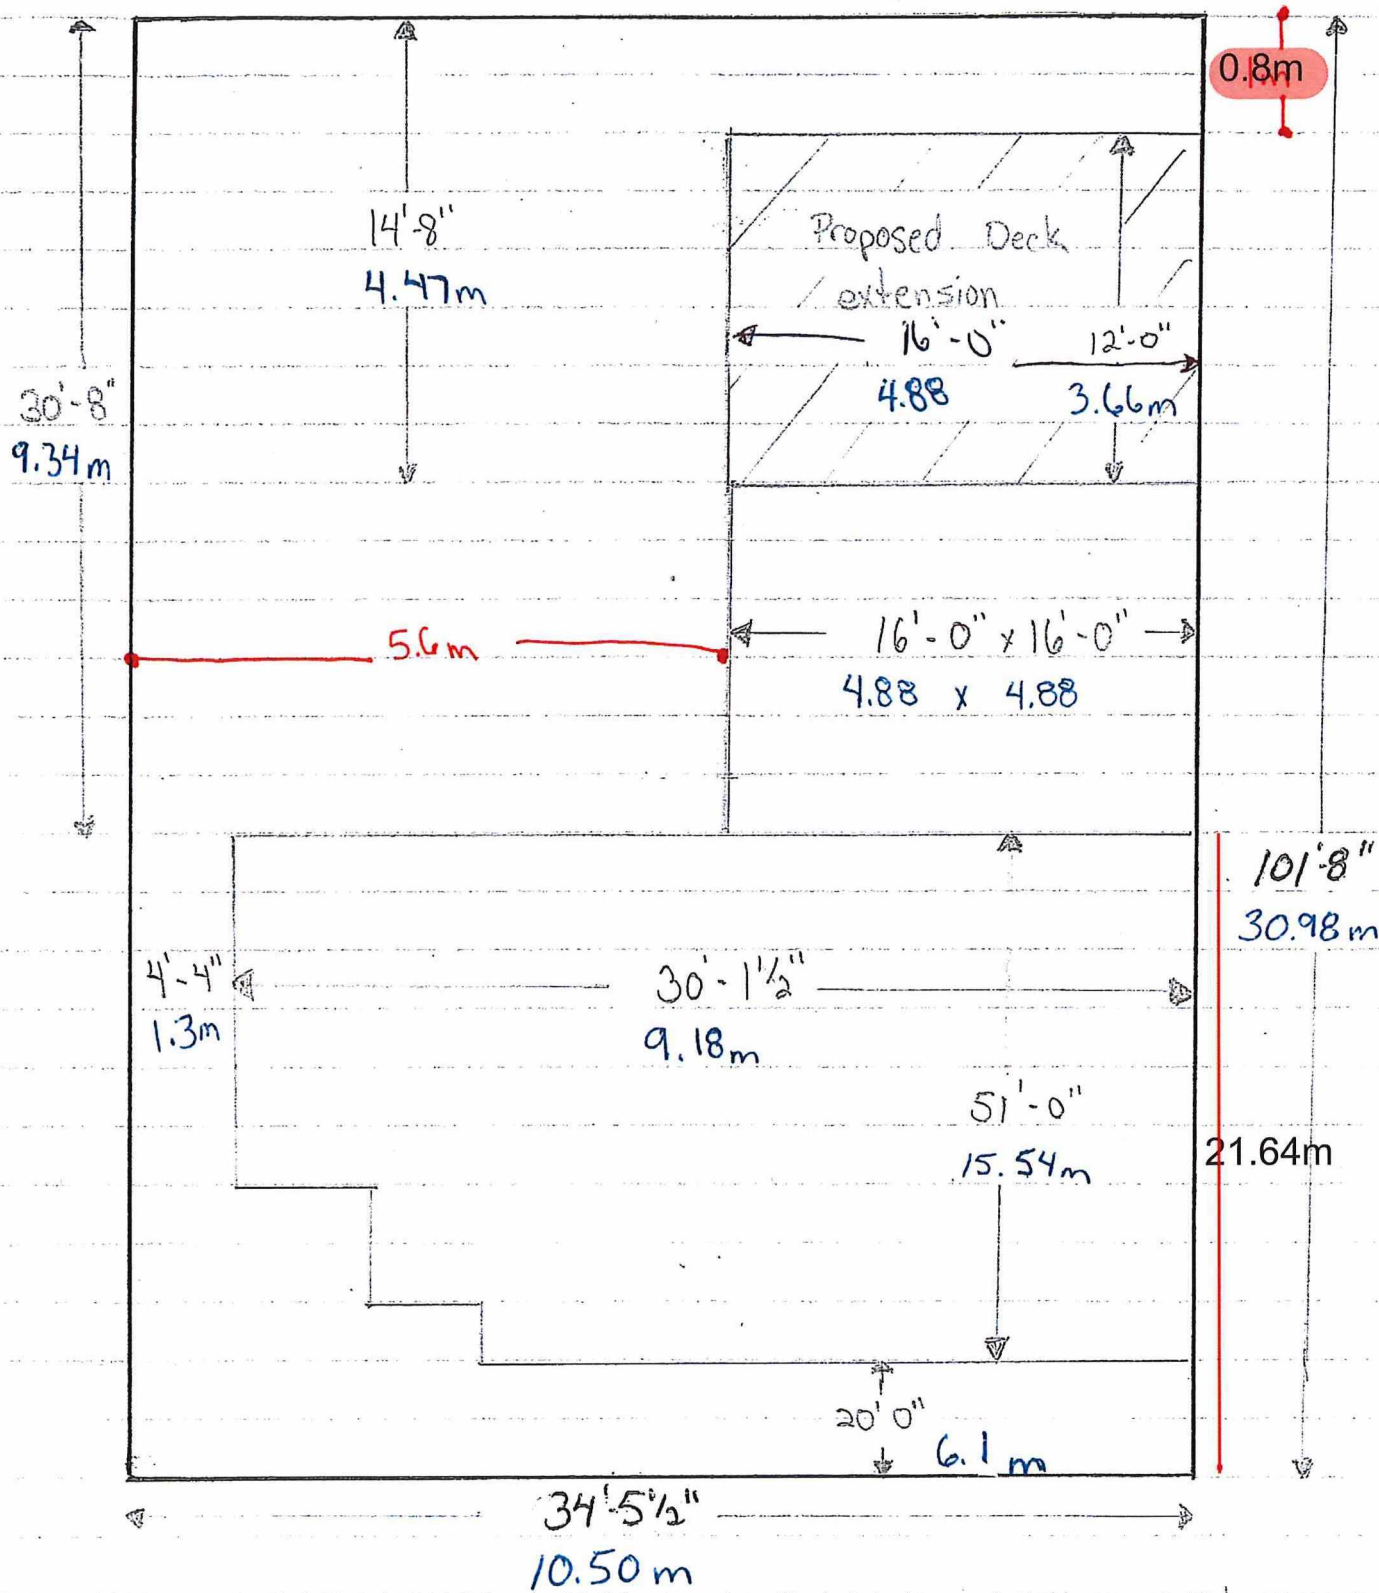 0.8m
14'-8"
4.47m
Proposed Deck
extension
16'-0"
12'-0"
4.88
3.66m
30'-8"
9.34m
5.6m
16'-0" x 16'-0"
4.88 x 4.88
101'-8"
30.98m
4'-4"
1.3m
30'-1½"
9.18m
51'-0"
15.54m
21.64m
20'0"
6.1m
34'-5½"
10.50m